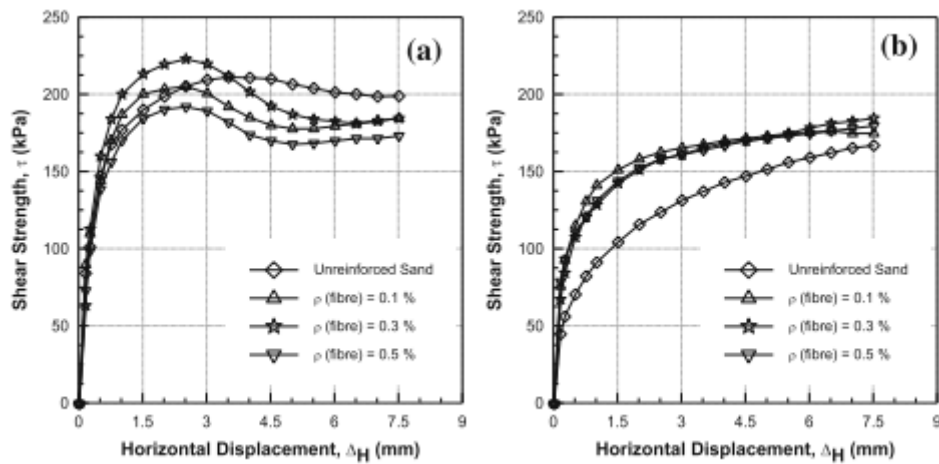 250
200
150
100
50
0
Shear Strength, τ (kPa)
(a)
Unreinforced Sand
ρ (fibre) = 0.1 %
ρ (fibre) = 0.3 %
ρ (fibre) = 0.5 %
0 1.5 3 4.5 6 7.5 9
Horizontal Displacement, ΔH (mm)
250
200
150
100
50
0
Shear Strength, τ (kPa)
(b)
Unreinforced Sand
ρ (fibre) = 0.1 %
ρ (fibre) = 0.3 %
ρ (fibre) = 0.5 %
0 1.5 3 4.5 6 7.5 9
Horizontal Displacement, ΔH (mm)